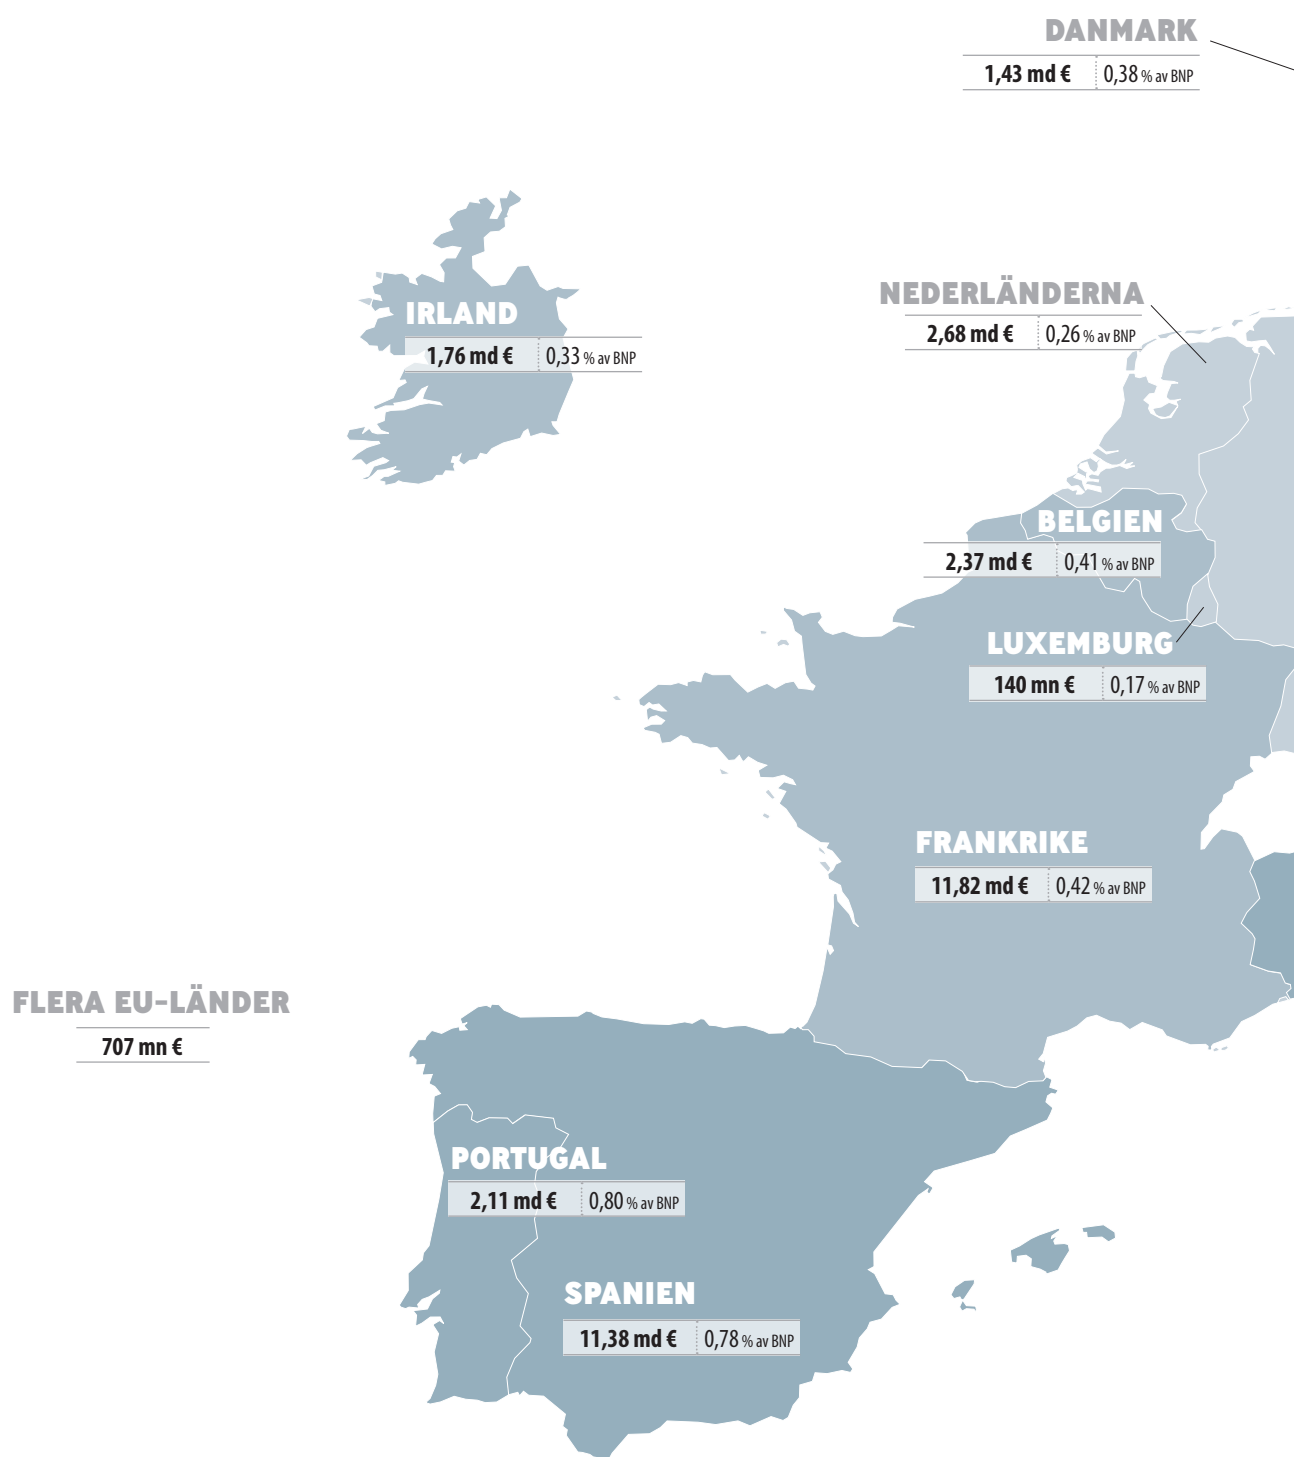 DANMARK
1,43 md € 0,38 % av BNP
NEDERLÄNDERNA
2,68 md € 0,26 % av BNP
IRLAND
1,76 md € 0,33 % av BNP
BELGIEN
2,37 md € 0,41 % av BNP
LUXEMBURG
140 mn € 0,17 % av BNP
FRANKRIKE
11,82 md € 0,42 % av BNP
FLERA EU-LÄNDER
707 mn €
PORTUGAL
2,11 md € 0,80 % av BNP
SPANIEN
11,38 md € 0,78 % av BNP